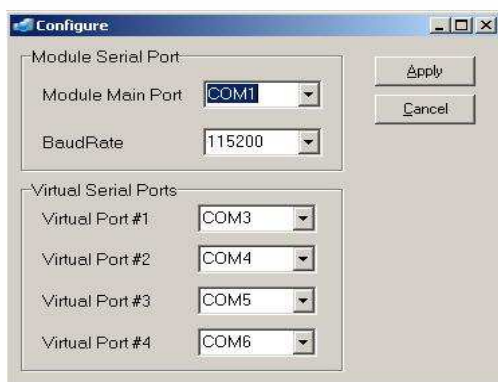 Configure
Module Serial Port
Module Main Port COM1
BaudRate 115200
Apply
Cancel
Virtual Serial Ports
Virtual Port #1 COM3
Virtual Port #2 COM4
Virtual Port #3 COM5
Virtual Port #4 COM6